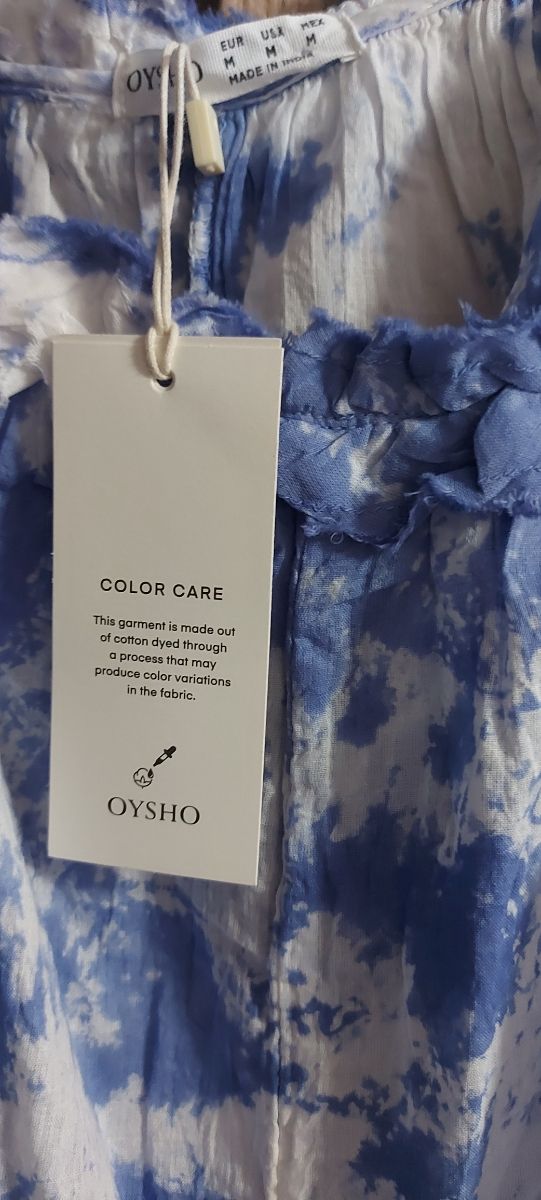 EUR USA MEX
M M M
MADE IN INDIA
COLOR CARE
This garment is made out
of cotton dyed through
a process that may
produce color variations
in the fabric.
OYSHO